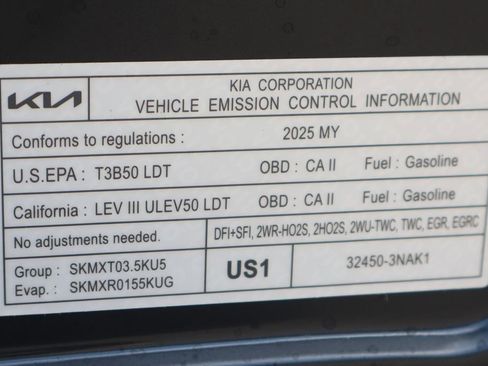 KIA
KIA CORPORATION
VEHICLE EMISSION CONTROL INFORMATION
Conforms to regulations : 2025 MY
U.S.EPA : T3B50 LDT OBD : CA II Fuel : Gasoline
California : LEV III ULEV50 LDT OBD : CA II Fuel : Gasoline
No adjustments needed. DFI+SFI, 2WR-HO2S, 2HO2S, 2WU-TWC, TWC, EGR, EGRC
Group : SKMXT03.5KU5
Evap. : SKMXR0155KUG
US1
32450-3NAK1